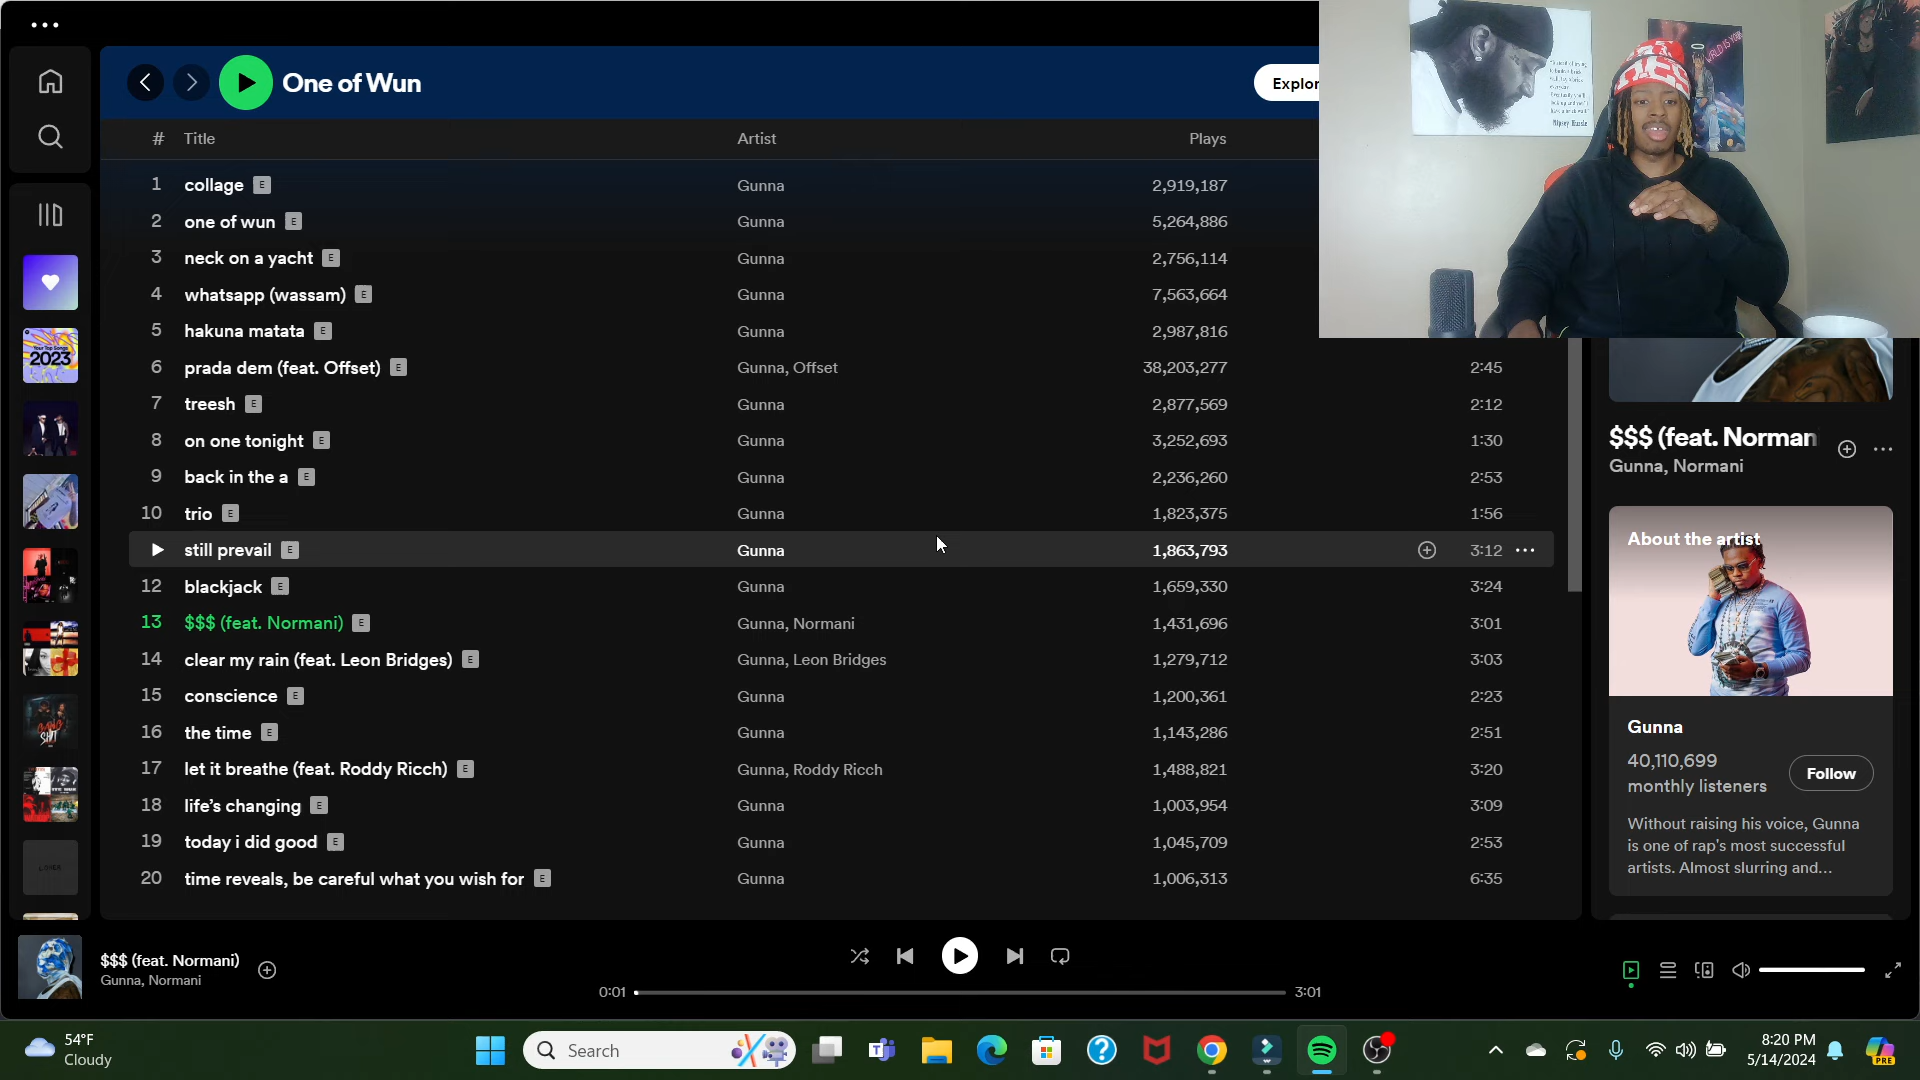 One of Wun
Explor
# Title Artist Plays
1 collage E Gunna 2,919,187
2 one of wun E Gunna 5,264,886
3 neck on a yacht E Gunna 2,756,114
4 whatsapp (wassam) E Gunna 7,563,664
5 hakuna matata E Gunna 2,987,816
6 prada dem (feat. Offset) E Gunna, Offset 38,203,277 2:45
7 treesh E Gunna 2,877,569 2:12
8 on one tonight E Gunna 3,252,693 1:30
9 back in the a E Gunna 2,236,260 2:53
10 trio E Gunna 1,823,375 1:56
still prevail E Gunna 1,863,793 3:12
12 blackjack E Gunna 1,659,330 3:24
13 $$$ (feat. Normani) E Gunna, Normani 1,431,696 3:01
14 clear my rain (feat. Leon Bridges) E Gunna, Leon Bridges 1,279,712 3:03
15 conscience E Gunna 1,200,361 2:23
16 the time E Gunna 1,143,286 2:51
17 let it breathe (feat. Roddy Ricch) E Gunna, Roddy Ricch 1,488,821 3:20
18 life's changing E Gunna 1,003,954 3:09
19 today i did good E Gunna 1,045,709 2:53
20 time reveals, be careful what you wish for E Gunna 1,006,313 6:35
2023
Nipsey Hussle
$$$ (feat. Norman
Gunna, Normani
About the artist
Gunna
40,110,699
monthly listeners
Follow
Without raising his voice, Gunna
is one of rap's most successful
artists. Almost slurring and...
$$$ (feat. Normani)
Gunna, Normani
0:01
3:01
54°F
Cloudy
Search
8:20 PM
5/14/2024
PRE